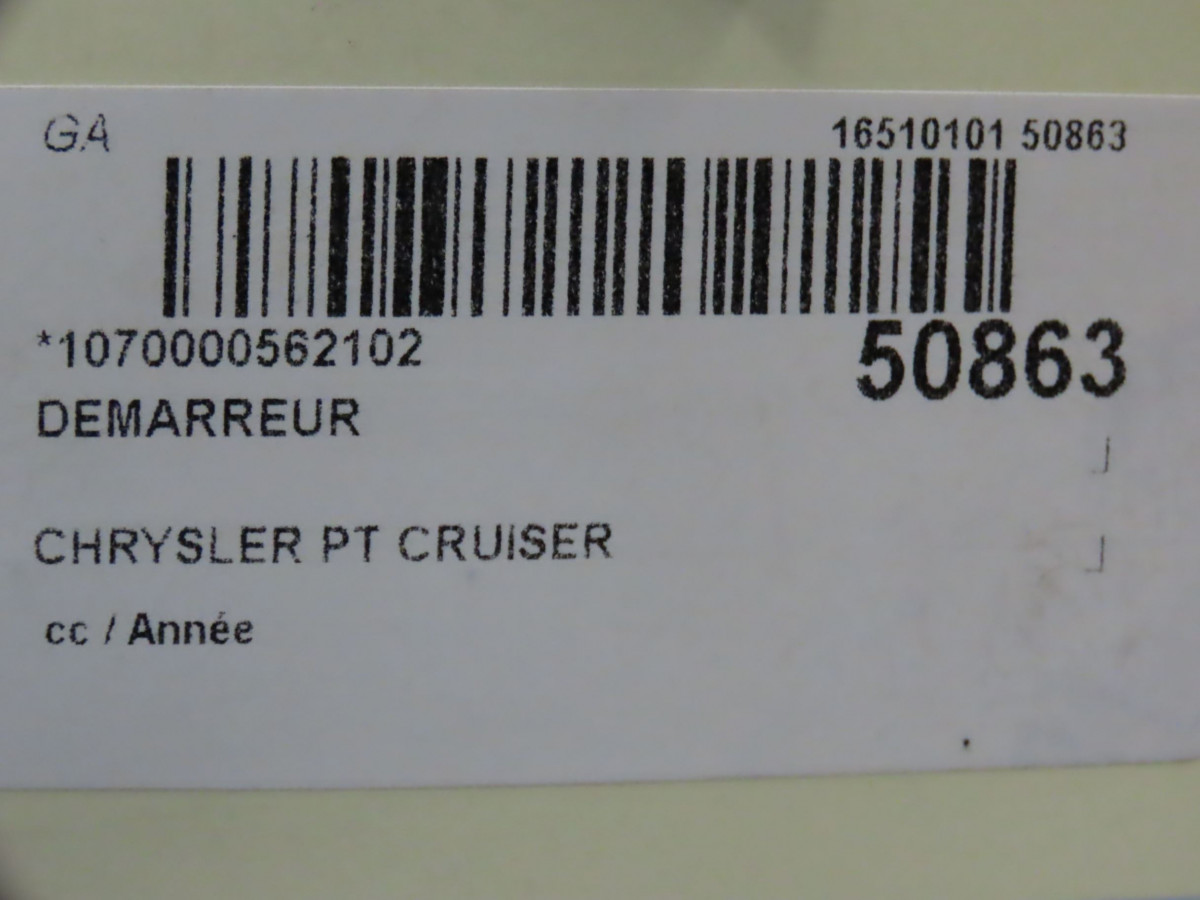 GA
16510101 50863
*1070000562102
50863
DEMARREUR
CHRYSLER PT CRUISER
cc / Année